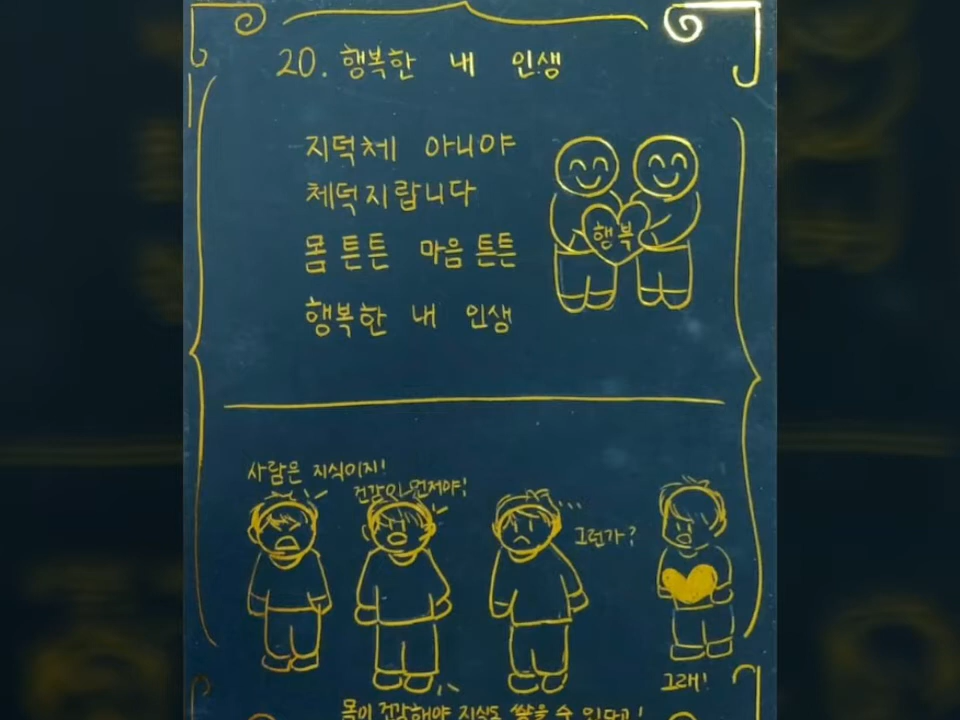 20. 행복한 내 인생
지덕체 아니야
체덕지랍니다
몸 튼튼 마음 튼튼
행복한 내 인생
행복
사람은 지식이지!
건강이 먼저야!
그런가?
그래!
몸이 건강해야 지식도 쌓을 수 있다고!